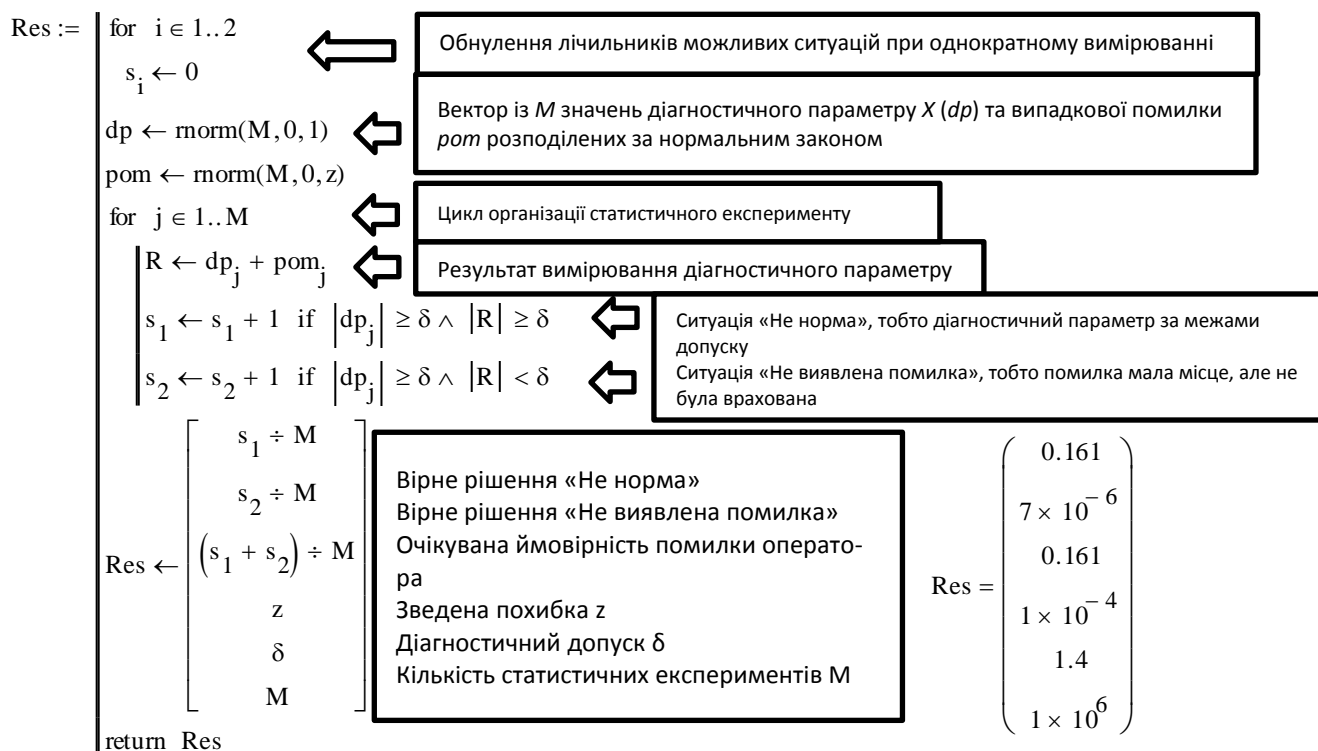 Res := for i ∈ 1..2
s_i ← 0
Обнулення лічильників можливих ситуацій при однократному вимірюванні
dp ← rnorm(M, 0, 1)
pom ← rnorm(M, 0, z)
Вектор із M значень діагностичного параметру X (dp) та випадкової помилки
pom розподілених за нормальним законом
for j ∈ 1..M
Цикл організації статистичного експерименту
R ← dp_j + pom_j
Результат вимірювання діагностичного параметру
s_1 ← s_1 + 1 if |dp_j| ≥ δ ∧ |R| ≥ δ
s_2 ← s_2 + 1 if |dp_j| ≥ δ ∧ |R| < δ
Ситуація «Не норма», тобто діагностичний параметр за межами
допуску
Ситуація «Не виявлена помилка», тобто помилка мала місце, але не
була врахована
Res ←
s_1 ÷ M
s_2 ÷ M
(s_1 + s_2) ÷ M
z
δ
M
Вірне рішення «Не норма»
Вірне рішення «Не виявлена помилка»
Очікувана ймовірність помилки операто-
ра
Зведена похибка z
Діагностичний допуск δ
Кількість статистичних експериментів M
Res =
0.161
7 × 10^-6
0.161
1 × 10^-4
1.4
1 × 10^6
return Res